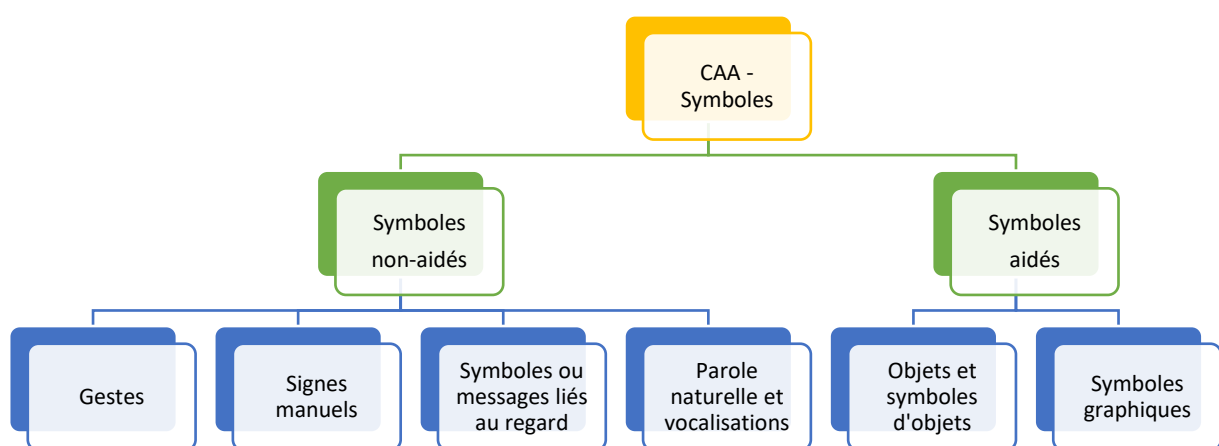 CAA -
Symboles
Symboles
non-aidés
Symboles
aidés
Gestes
Signes
manuels
Symboles ou
messages liés
au regard
Parole
naturelle et
vocalisations
Objets et
symboles
d'objets
Symboles
graphiques